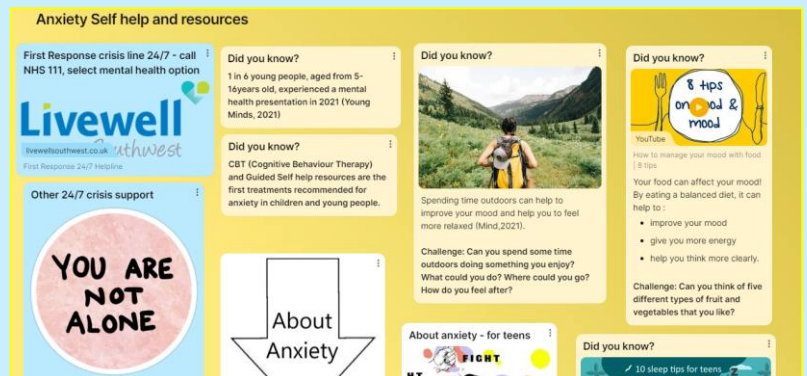 Anxiety Self help and resources
First Response crisis line 24/7 - call
NHS 111, select mental health option
Livewell
Southwest
livewellsouthwest.co.uk
First Response 24/7 Helpline
Other 24/7 crisis support
YOU ARE
NOT
ALONE
Did you know?
1 in 6 young people, aged from 5-
16years old, experienced a mental
health presentation in 2021 (Young
Minds, 2021)
Did you know?
CBT (Cognitive Behaviour Therapy)
and Guided Self help resources are the
first treatments recommended for
anxiety in children and young people.
About
Anxiety
Did you know?
Spending time outdoors can help to
improve your mood and help you to feel
more relaxed (Mind,2021).
Challenge: Can you spend some time
outdoors doing something you enjoy?
What could you do? Where could you go?
How do you feel after?
About anxiety - for teens
FIGHT
Did you know?
8 tips
on food &
mood
YouTube
How to manage your mood with food
| 8 tips
Your food can affect your mood!
By eating a balanced diet, it can
help to :
• improve your mood
• give you more energy
• help you think more clearly.
Challenge: Can you think of five
different types of fruit and
vegetables that you like?
Did you know?
10 sleep tips for teens